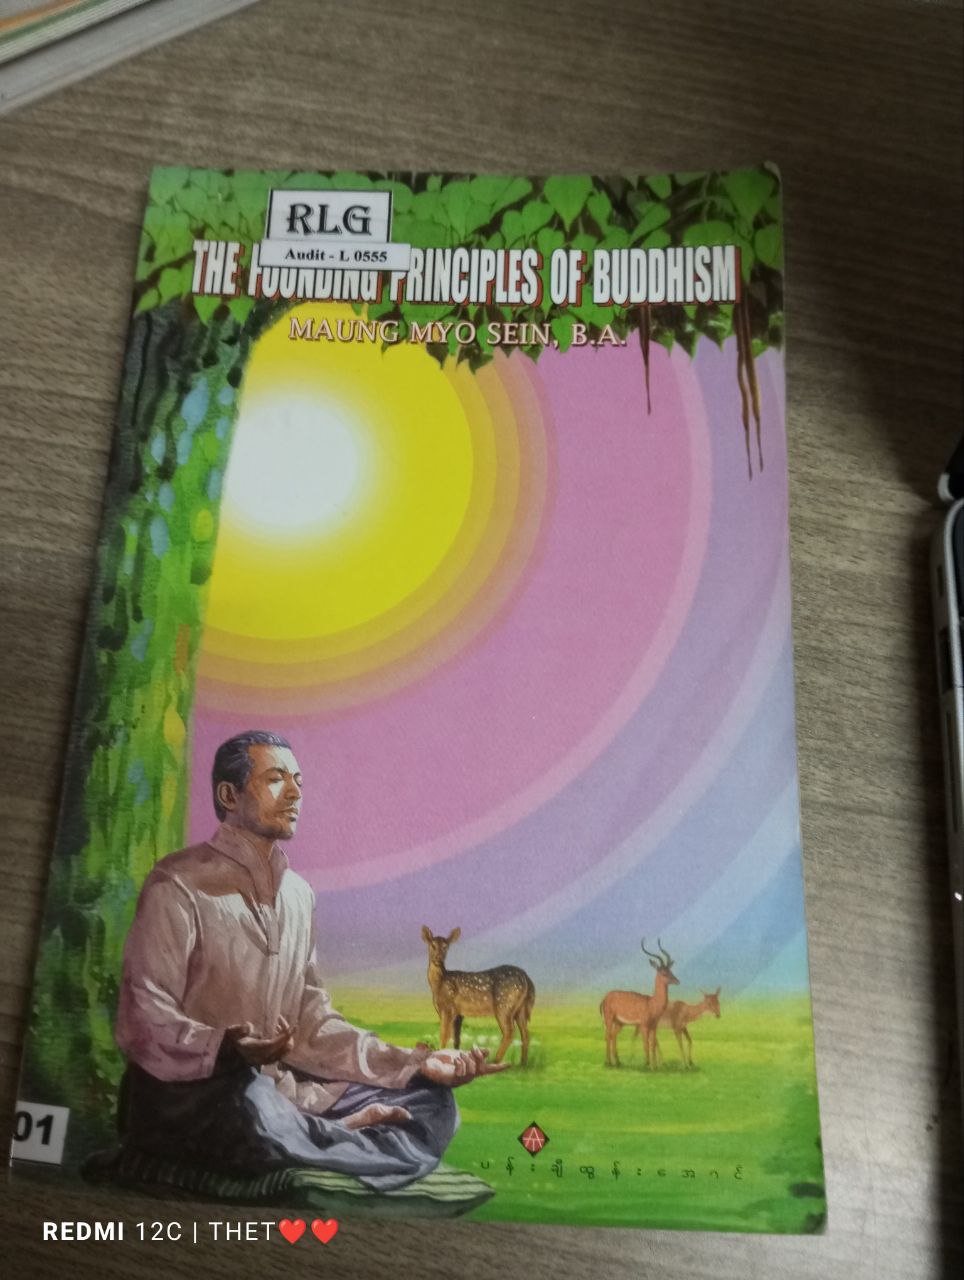 RLG
Audit - L 0555
THE FOUNDING PRINCIPLES OF BUDDHISM
MAUNG MYO SEIN, B.A.
ပန်းချီထွန်းအောင်
01
REDMI 12C | THET❤️❤️